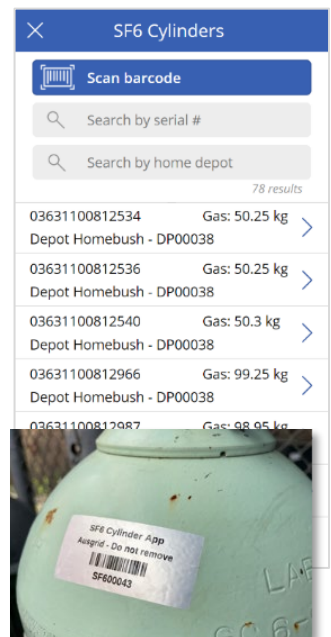 SF6 Cylinders
Scan barcode
Search by serial #
Search by home depot
78 results
03631100812534 Gas: 50.25 kg
Depot Homebush - DP00038
03631100812536 Gas: 50.25 kg
Depot Homebush - DP00038
03631100812540 Gas: 50.3 kg
Depot Homebush - DP00038
03631100812966 Gas: 99.25 kg
Depot Homebush - DP00038
03631100812987 Gas: 98.95 kg
SF6 Cylinder App
Ausgrid - Do not remove
SF600043